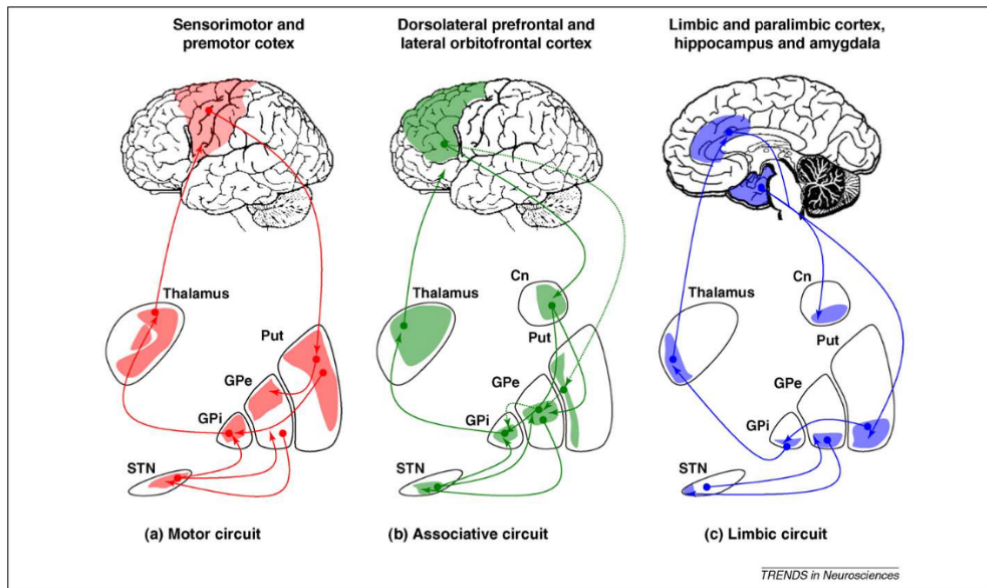 Sensorimotor and
premotor cotex
Dorsolateral prefrontal and
lateral orbitofrontal cortex
Limbic and paralimbic cortex,
hippocampus and amygdala
Thalamus
Put
GPe
GPi
STN
(a) Motor circuit
Cn
Thalamus
Put
GPe
GPi
STN
(b) Associative circuit
Cn
Thalamus
Put
GPe
GPi
STN
(c) Limbic circuit
TRENDS in Neurosciences